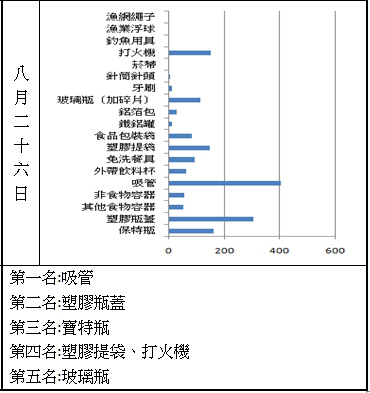 八月二十六日
漁網繩子
漁業浮球
釣魚用具
打火機
菸蒂
針筒針頭
牙刷
玻璃瓶（加碎片）
鋁箔包
鐵鋁罐
食品包裝袋
塑膠提袋
免洗餐具
外帶飲料杯
吸管
非食物容器
其他食物容器
塑膠瓶蓋
保特瓶
0 200 400 600
第一名:吸管
第二名:塑膠瓶蓋
第三名:寶特瓶
第四名:塑膠提袋、打火機
第五名:玻璃瓶